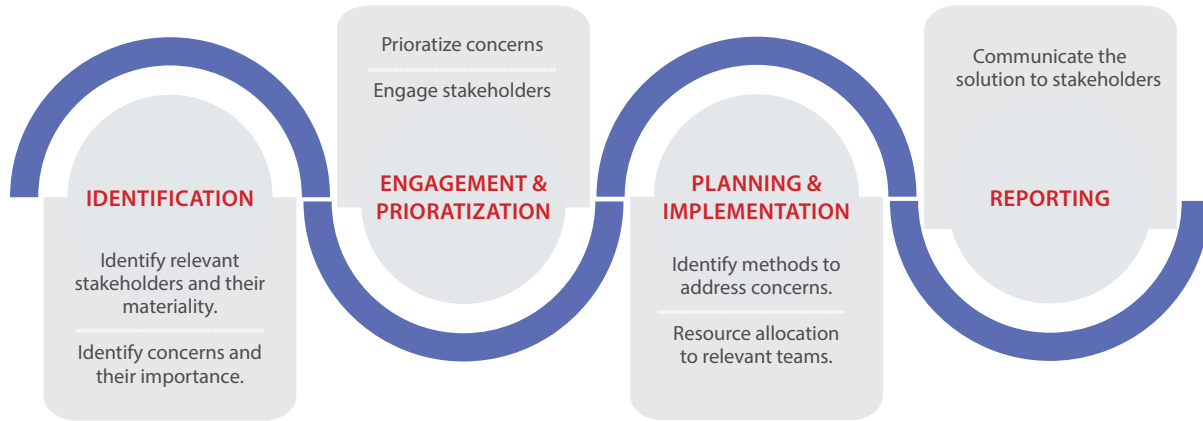 IDENTIFICATION
Identify relevant
stakeholders and their
materiality.
Identify concerns and
their importance.
Prioratize concerns
Engage stakeholders
ENGAGEMENT &
PRIORATIZATION
PLANNING &
IMPLEMENTATION
Identify methods to
address concerns.
Resource allocation
to relevant teams.
Communicate the
solution to stakeholders
REPORTING